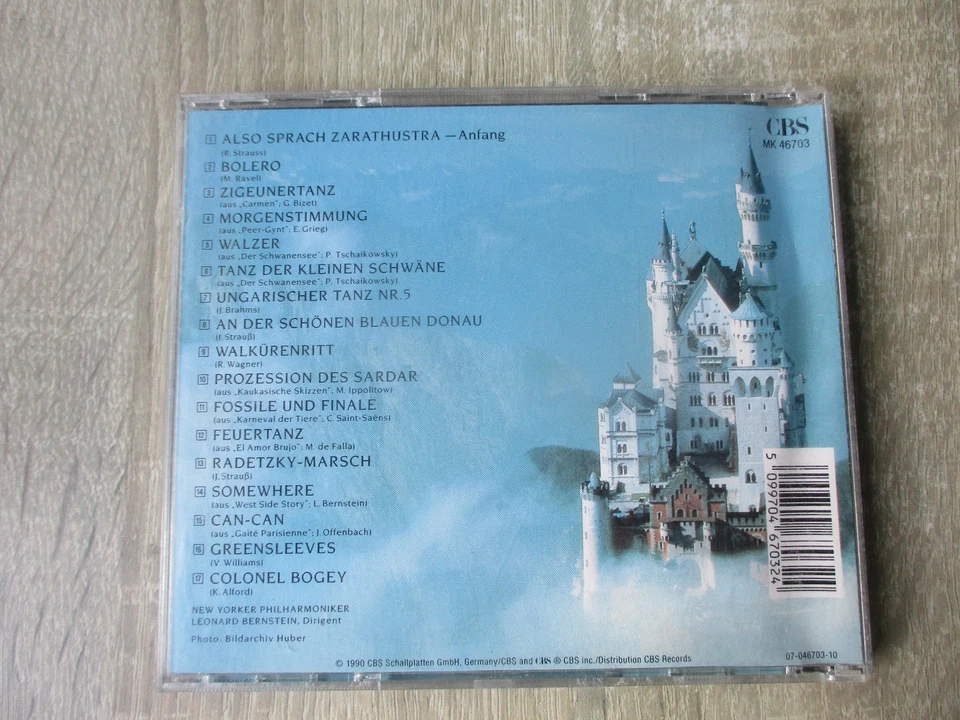 1 ALSO SPRACH ZARATHUSTRA —Anfang
(R. Strauss)
2 BOLERO
(M. Ravel)
3 ZIGEUNERTANZ
(aus „Carmen"; G. Bizet)
4 MORGENSTIMMUNG
(aus „Peer-Gynt"; E. Grieg)
5 WALZER
(aus „Der Schwanensee"; P. Tschaikowsky)
6 TANZ DER KLEINEN SCHWÄNE
(aus „Der Schwanensee"; P. Tschaikowsky)
7 UNGARISCHER TANZ NR.5
(J. Brahms)
8 AN DER SCHÖNEN BLAUEN DONAU
(J. Strauß)
9 WALKÜRENRITT
(R. Wagner)
10 PROZESSION DES SARDAR
(aus „Kaukasische Skizzen"; M. Ippolitow)
11 FOSSILE UND FINALE
(aus „Karneval der Tiere"; C. Saint-Saëns)
12 FEUERTANZ
(aus „El Amor Brujo"; M. de Falla)
13 RADETZKY-MARSCH
(J. Strauß)
14 SOMEWHERE
(aus „West Side Story"; L. Bernstein)
15 CAN-CAN
(aus „Gaité Parisienne"; J. Offenbach)
16 GREENSLEEVES
(V. Williams)
17 COLONEL BOGEY
(K. Alford)
NEW YORKER PHILHARMONIKER
LEONARD BERNSTEIN, Dirigent
Photo: Bildarchiv Huber
© 1990 CBS Schallplatten GmbH, Germany/CBS and CBS ® CBS inc./Distribution CBS Records
CBS
MK 46703
5 099704 670324
07-046703-10